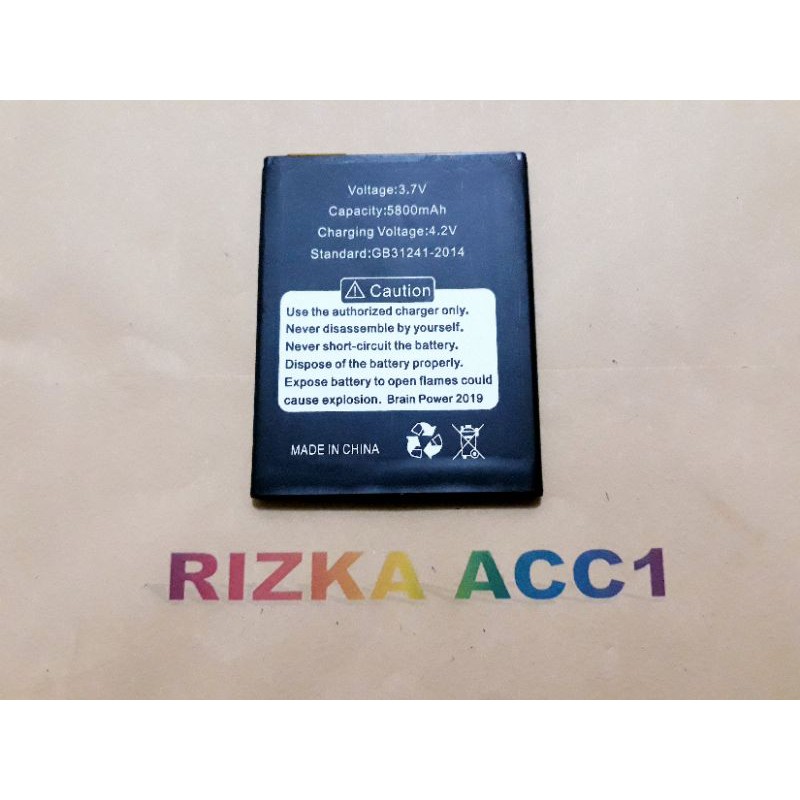 Voltage:3.7V
Capacity:5800mAh
Charging Voltage:4.2V
Standard:GB31241-2014
Caution
Use the authorized charger only.
Never disassemble by yourself.
Never short-circuit the battery.
Dispose of the battery properly.
Expose battery to open flames could
cause explosion. Brain Power 2019
MADE IN CHINA
RIZKA ACC1